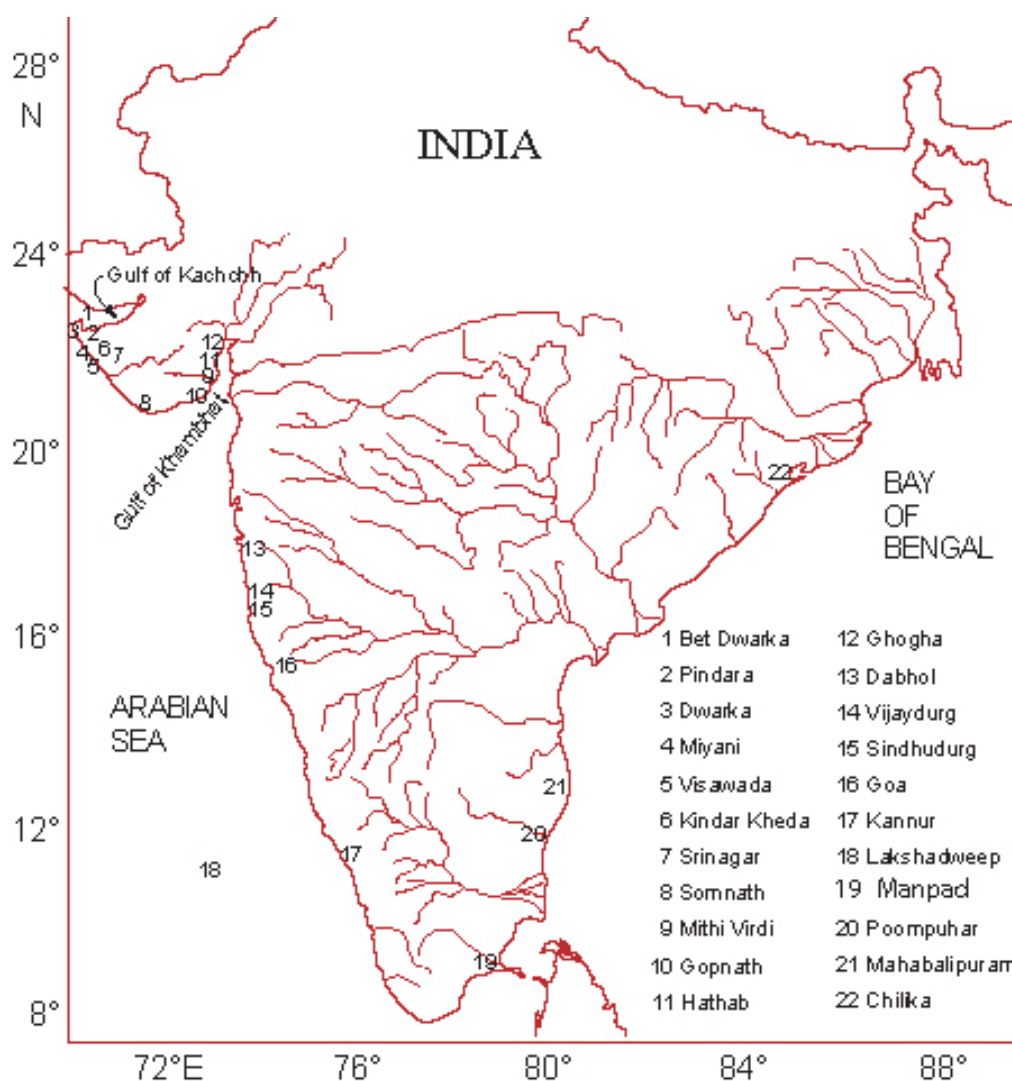 28°
N
INDIA
24°
Gulf of Kachchh
1
3
2
4
6
7
5
12
11
9
10
8
Gulf of Khambhat
20°
22
BAY
OF
BENGAL
13
14
15
16°
16
ARABIAN
SEA
21
20
12°
17
18
19
8°
1 Bet Dwarka
2 Pindara
3 Dwarka
4 Miyani
5 Visawada
6 Kindar Kheda
7 Srinagar
8 Somnath
9 Mithi Virdi
10 Gopnath
11 Hathab
12 Ghogha
13 Dabhol
14 Vijaydurg
15 Sindhudurg
16 Goa
17 Kannur
18 Lakshadweep
19 Manpad
20 Poompuhar
21 Mahabalipuram
22 Chilika
72°E
76°
80°
84°
88°